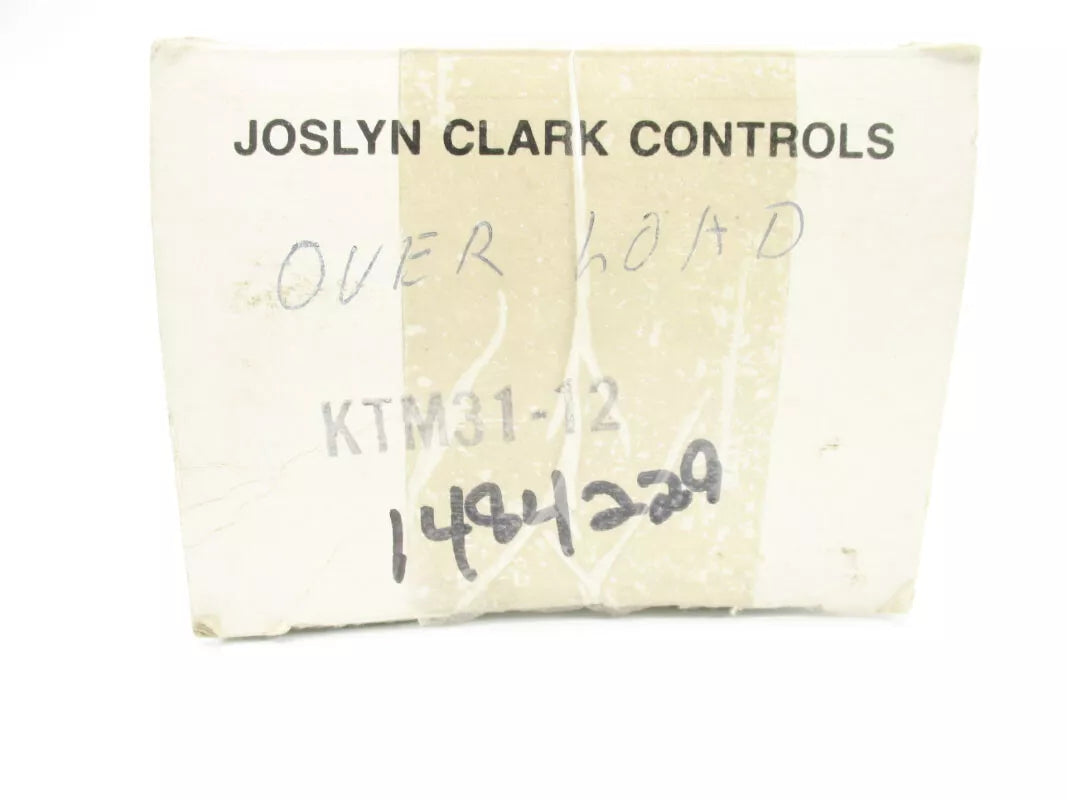 JOSLYN CLARK CONTROLS
OVER LOAD
KTM31-12
1484229